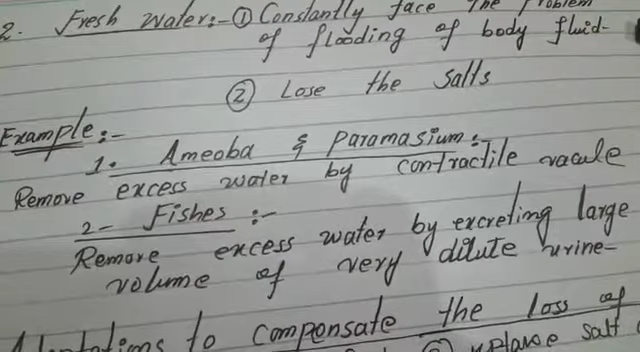 2. Fresh Water:- ① Constantly face The Problem
of flooding of body fluid-
② Lose the salts
Example:-
1. Ameoba & Paramasium:-
Remove excess water by contractile vacule
2- Fishes :-
Remove excess water by excreting large
volume of very dilute urine-
to compensate the loss of
salt